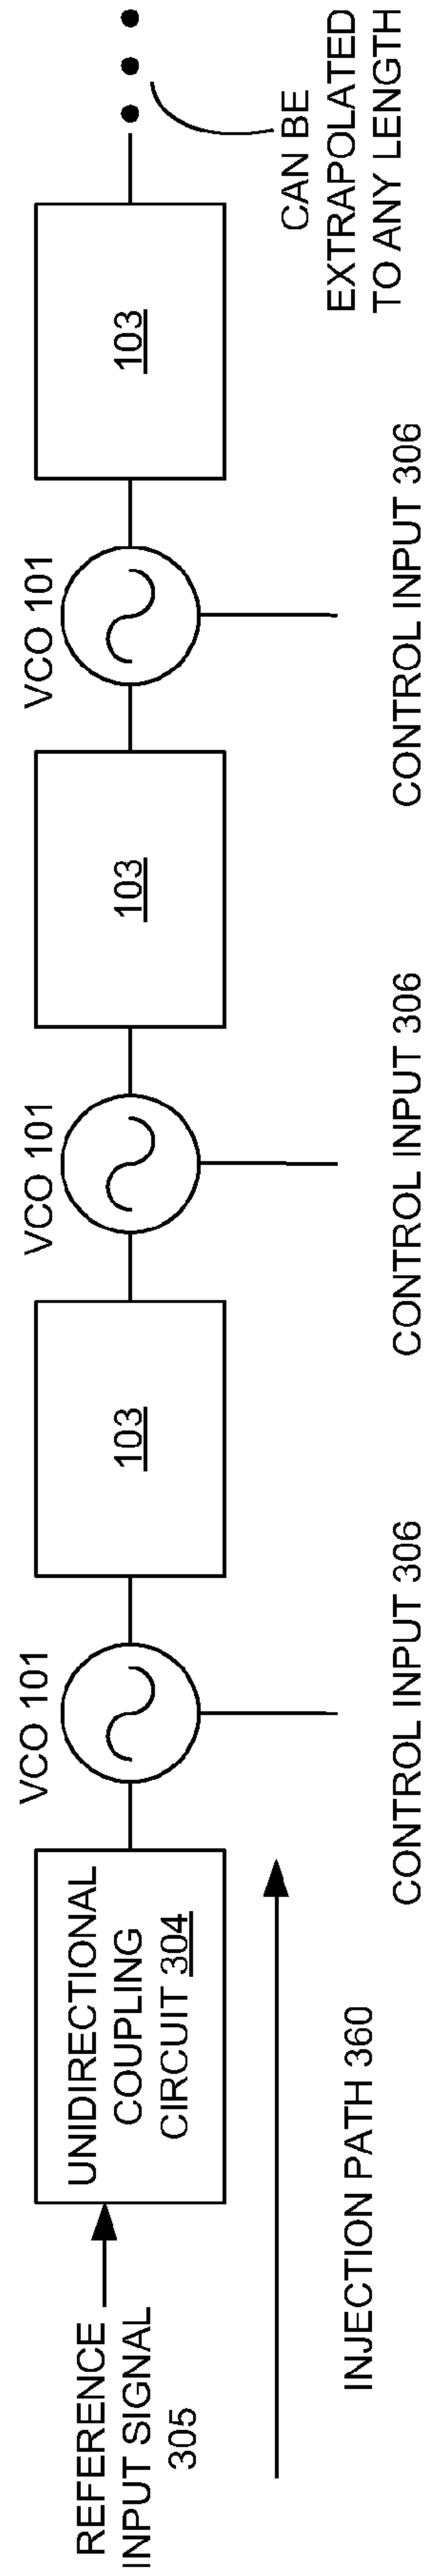 REFERENCE
INPUT SIGNAL
305
UNIDIRECTIONAL
COUPLING
CIRCUIT 304
INJECTION PATH 360
VCO 101
CONTROL INPUT 306
103
VCO 101
CONTROL INPUT 306
103
VCO 101
CONTROL INPUT 306
103
CAN BE
EXTRAPOLATED
TO ANY LENGTH